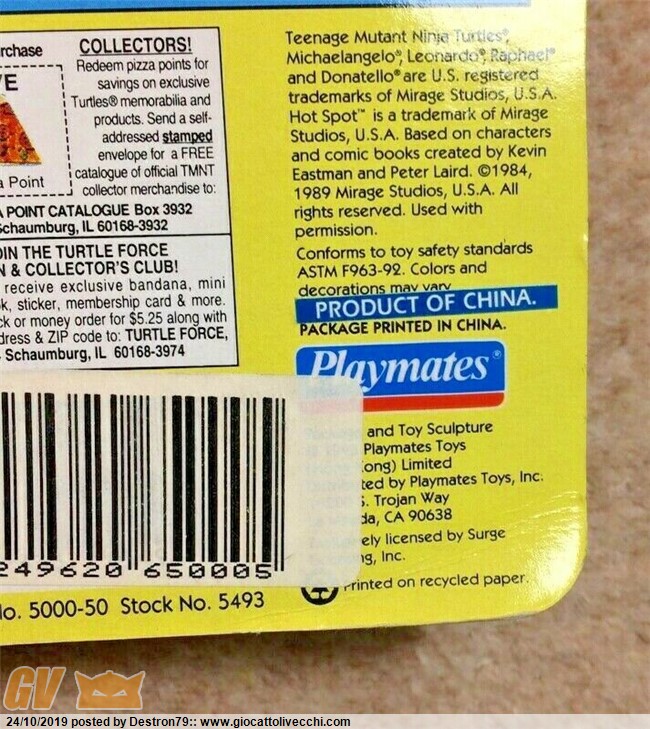 rchase
COLLECTORS!
E
Redeem pizza points for
savings on exclusive
Turtles® memorabilia and
products. Send a self-
addressed stamped
envelope for a FREE
catalogue of official TMNT
collector merchandise to:
Point
POINT CATALOGUE Box 3932
Schaumburg, IL 60168-3932
IN THE TURTLE FORCE
N & COLLECTOR'S CLUB!
receive exclusive bandana, mini
k, sticker, membership card & more.
ck or money order for $5.25 along with
dress & ZIP code to: TURTLE FORCE,
Schaumburg, IL 60168-3974
Teenage Mutant Ninja Turtles®,
Michaelangelo®, Leonardo®, Raphael®
and Donatello® are U.S. registered
trademarks of Mirage Studios, U.S.A.
Hot Spot™ is a trademark of Mirage
Studios, U.S.A. Based on characters
and comic books created by Kevin
Eastman and Peter Laird. ©1984,
1989 Mirage Studios, U.S.A. All
rights reserved. Used with
permission.
Conforms to toy safety standards
ASTM F963-92. Colors and
decorations may vary
PRODUCT OF CHINA.
PACKAGE PRINTED IN CHINA.
Playmates®
and Toy Sculpture
Playmates Toys
ong) Limited
ted by Playmates Toys, Inc.
S. Trojan Way
da, CA 90638
ely licensed by Surge
ng, Inc.
Printed on recycled paper.
249620 650005
No. 5000-50 Stock No. 5493
GV
24/10/2019 posted by Destron79:: www.giocattolivecchi.com